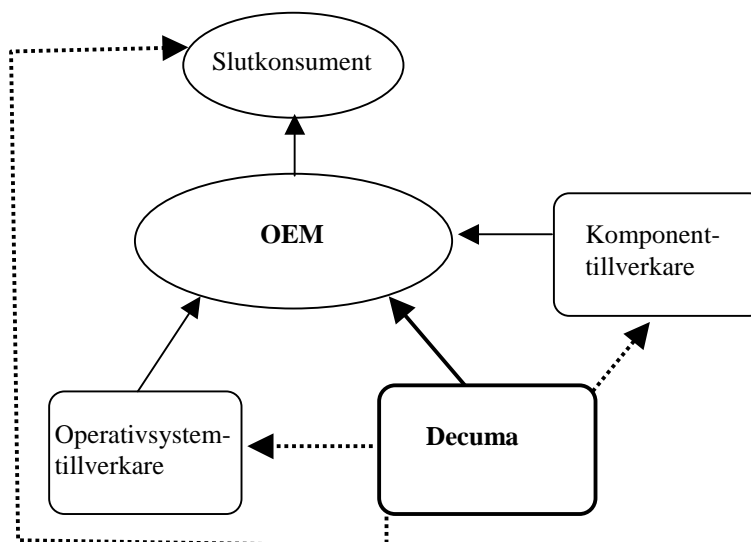 Slutkonsument
OEM
Komponent-
tillverkare
Operativsystem-
tillverkare
Decuma